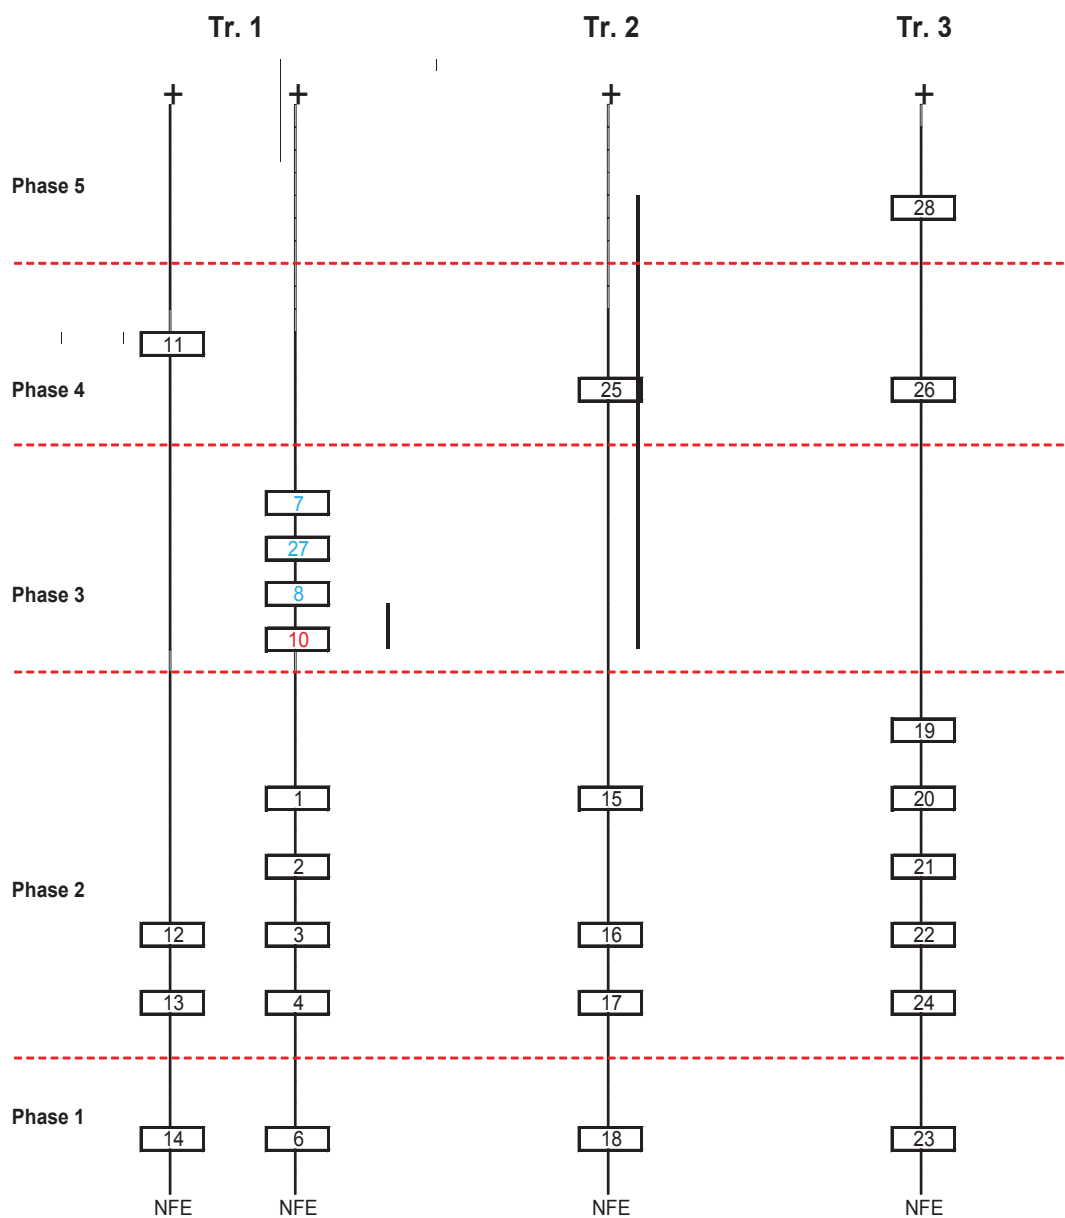 Tr. 1 Tr. 2 Tr. 3
+ + + +
Phase 5
28
11
Phase 4 25 26
7
27
Phase 3 8
10
19
1 15 20
2 21
Phase 2
12 3 16 22
13 4 17 24
Phase 1
14 6 18 23
NFE NFE NFE NFE